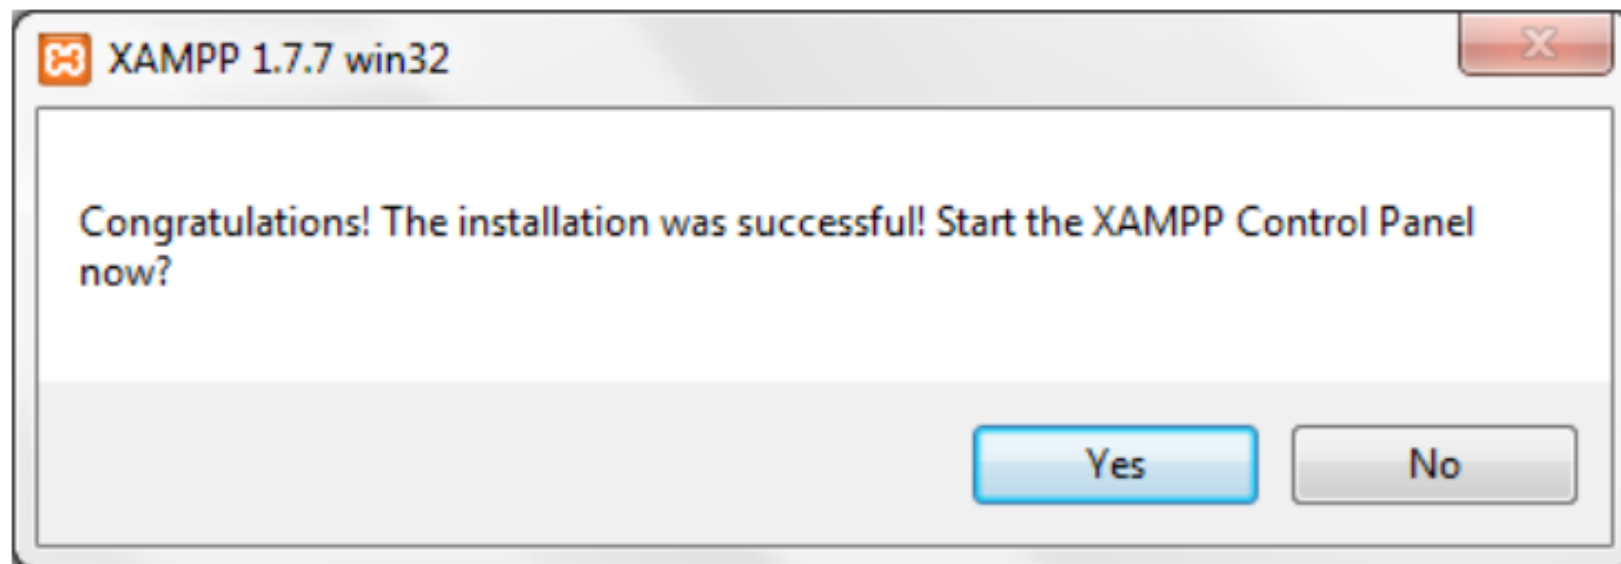 XAMPP 1.7.7 win32
Congratulations! The installation was successful! Start the XAMPP Control Panel
now?
Yes No